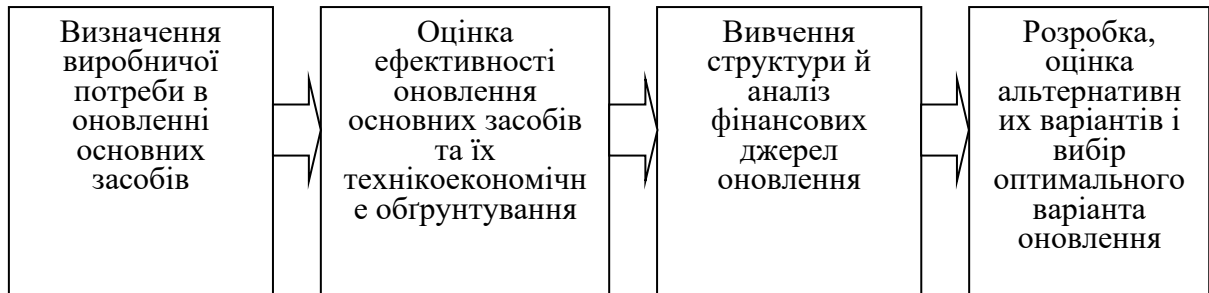 Визначення
виробничої
потреби в
оновленні
основних
засобів
Оцінка
ефективності
оновлення
основних засобів
та їх
технікоекономічн
е обґрунтування
Вивчення
структури й
аналіз
фінансових
джерел
оновлення
Розробка,
оцінка
альтернативн
их варіантів і
вибір
оптимального
варіанта
оновлення